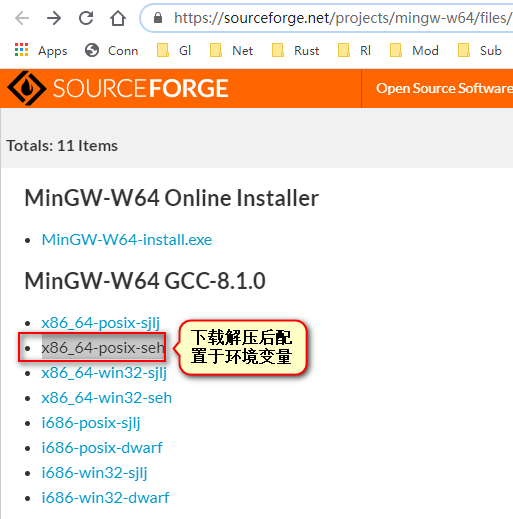 https://sourceforge.net/projects/mingw-w64/files/
Apps Conn Gl Net Rust Rl Mod Sub
SOURCEFORGE Open Source Software
Totals: 11 Items
MinGW-W64 Online Installer
MinGW-W64-install.exe
MinGW-W64 GCC-8.1.0
x86_64-posix-sjlj
x86_64-posix-seh
下载解压后配
置于环境变量
x86_64-win32-sjlj
x86_64-win32-seh
i686-posix-sjlj
i686-posix-dwarf
i686-win32-sjlj
i686-win32-dwarf